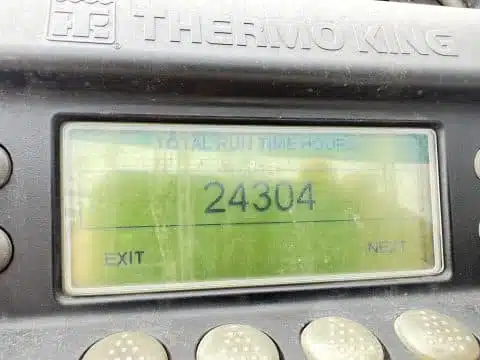 THERMO KING
TOTAL RUN TIME HOURS
24304
EXIT NEXT